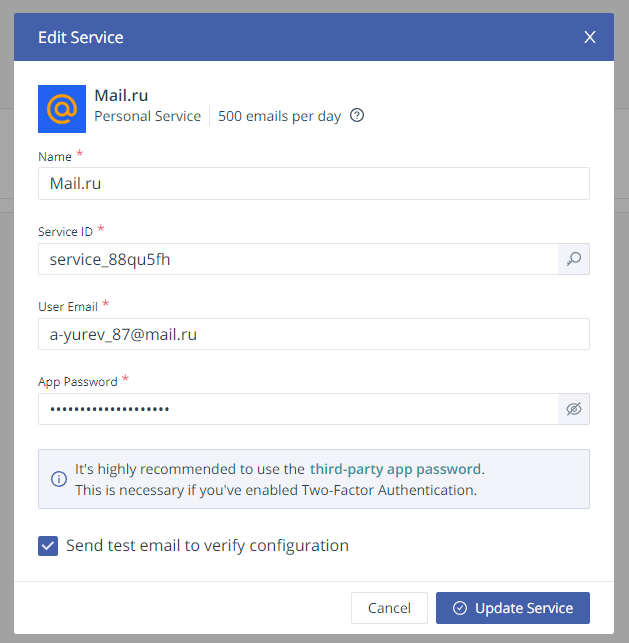 Edit Service
Mail.ru
Personal Service 500 emails per day
Name *
Mail.ru
Service ID *
service_88qu5fh
User Email *
a-yurev_87@mail.ru
App Password *
•••••••••••••••••••
It's highly recommended to use the third-party app password.
This is necessary if you've enabled Two-Factor Authentication.
Send test email to verify configuration
Cancel Update Service